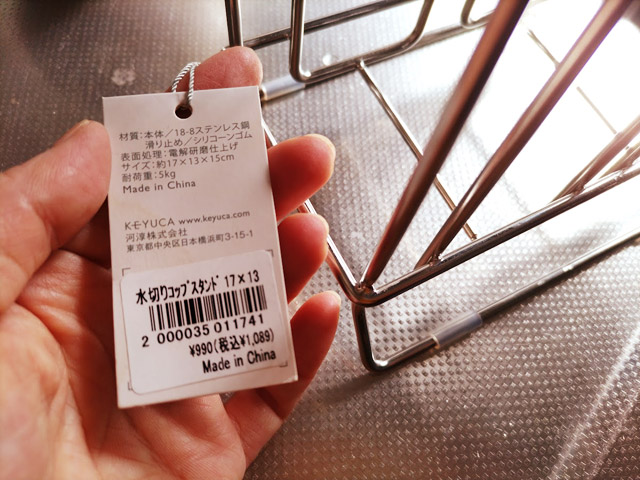 材質：本体／18-8ステンレス鋼
滑り止め／シリコーンゴム
表面処理：電解研磨仕上げ
サイズ：約17×13×15cm
耐荷重：5kg
Made in China
KEYUCA www.keyuca.com
河淳株式会社
東京都中央区日本橋浜町3-15-1
水切りコップスタンド 17×13
2 000035 011741
¥990(税込¥1,089)
Made in China